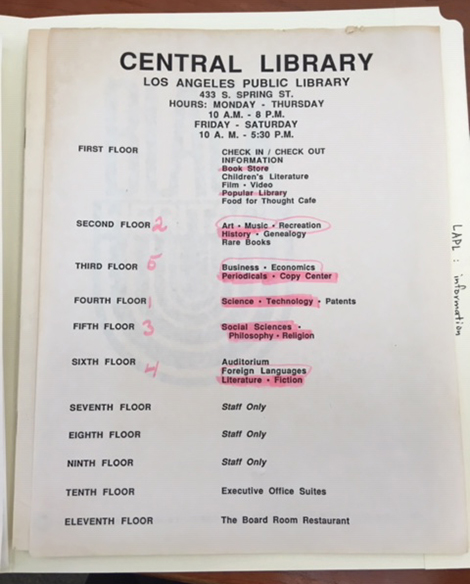 CENTRAL LIBRARY
LOS ANGELES PUBLIC LIBRARY
433 S. SPRING ST.
HOURS: MONDAY - THURSDAY
10 A.M. - 8 P.M.
FRIDAY - SATURDAY
10 A. M. - 5:30 P.M.
FIRST FLOOR CHECK IN / CHECK OUT
INFORMATION
Book Store
Children's Literature
Film • Video
Popular Library
Food for Thought Cafe
SECOND FLOOR 2 Art • Music • Recreation
History • Genealogy
Rare Books
THIRD FLOOR 5 Business • Economics
Periodicals • Copy Center
FOURTH FLOOR 1 Science • Technology • Patents
FIFTH FLOOR 3 Social Sciences •
Philosophy • Religion
SIXTH FLOOR 4 Auditorium
Foreign Languages
Literature • Fiction
SEVENTH FLOOR Staff Only
EIGHTH FLOOR Staff Only
NINTH FLOOR Staff Only
TENTH FLOOR Executive Office Suites
ELEVENTH FLOOR The Board Room Restaurant
LAPL: information